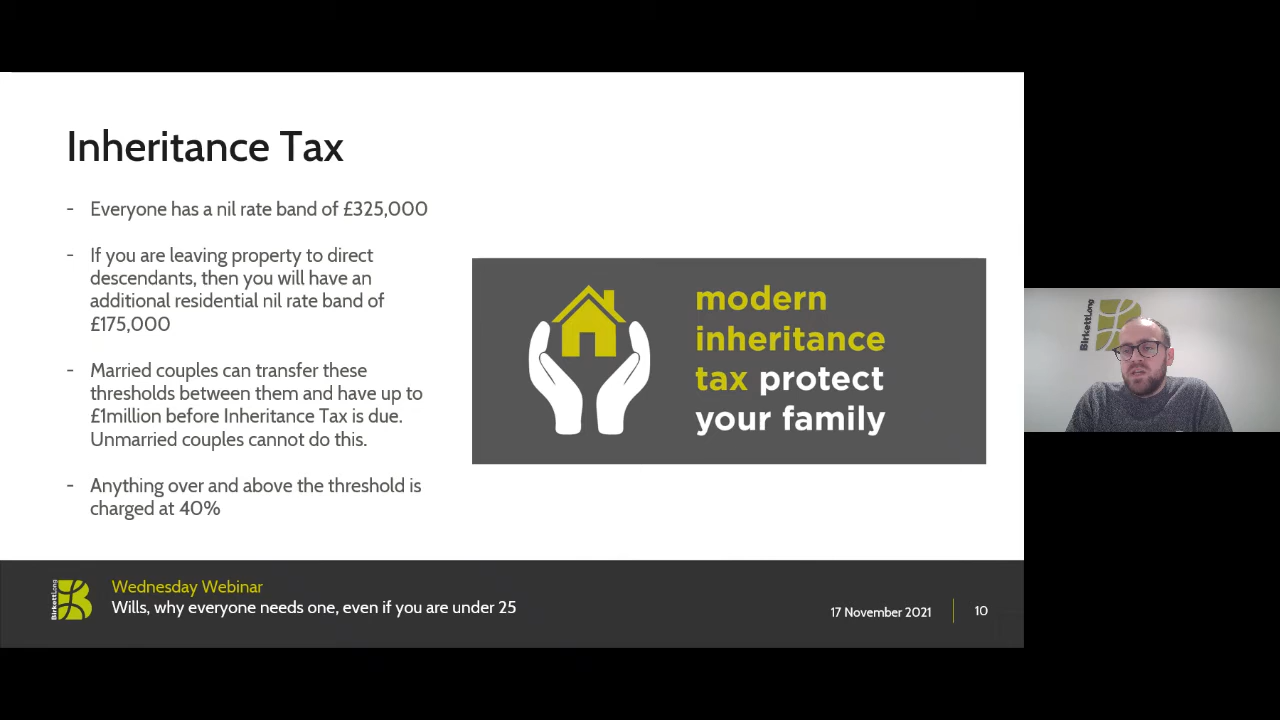 Inheritance Tax
- Everyone has a nil rate band of £325,000
- If you are leaving property to direct
descendants, then you will have an
additional residential nil rate band of
£175,000
- Married couples can transfer these
thresholds between them and have up to
£1million before Inheritance Tax is due.
Unmarried couples cannot do this.
- Anything over and above the threshold is
charged at 40%
modern
inheritance
tax protect
your family
BirkettLong
BirkettLong
Wednesday Webinar
Wills, why everyone needs one, even if you are under 25
17 November 2021
10